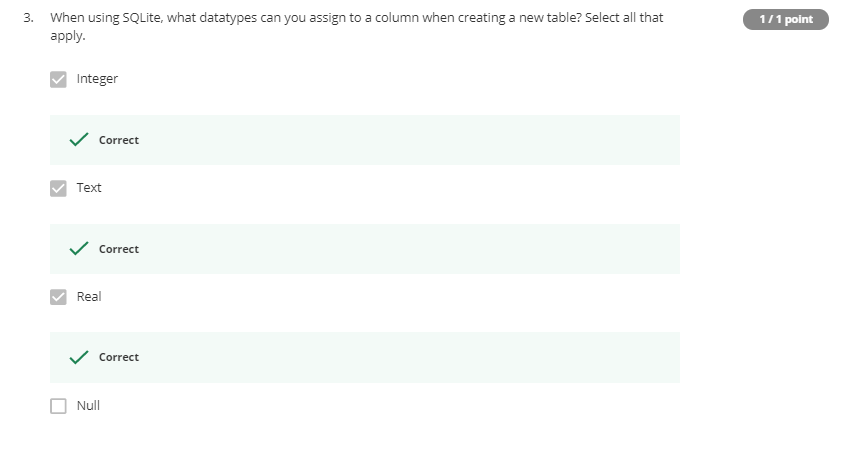 3. When using SQLite, what datatypes can you assign to a column when creating a new table? Select all that
apply.
1 / 1 point
Integer
Correct
Text
Correct
Real
Correct
Null